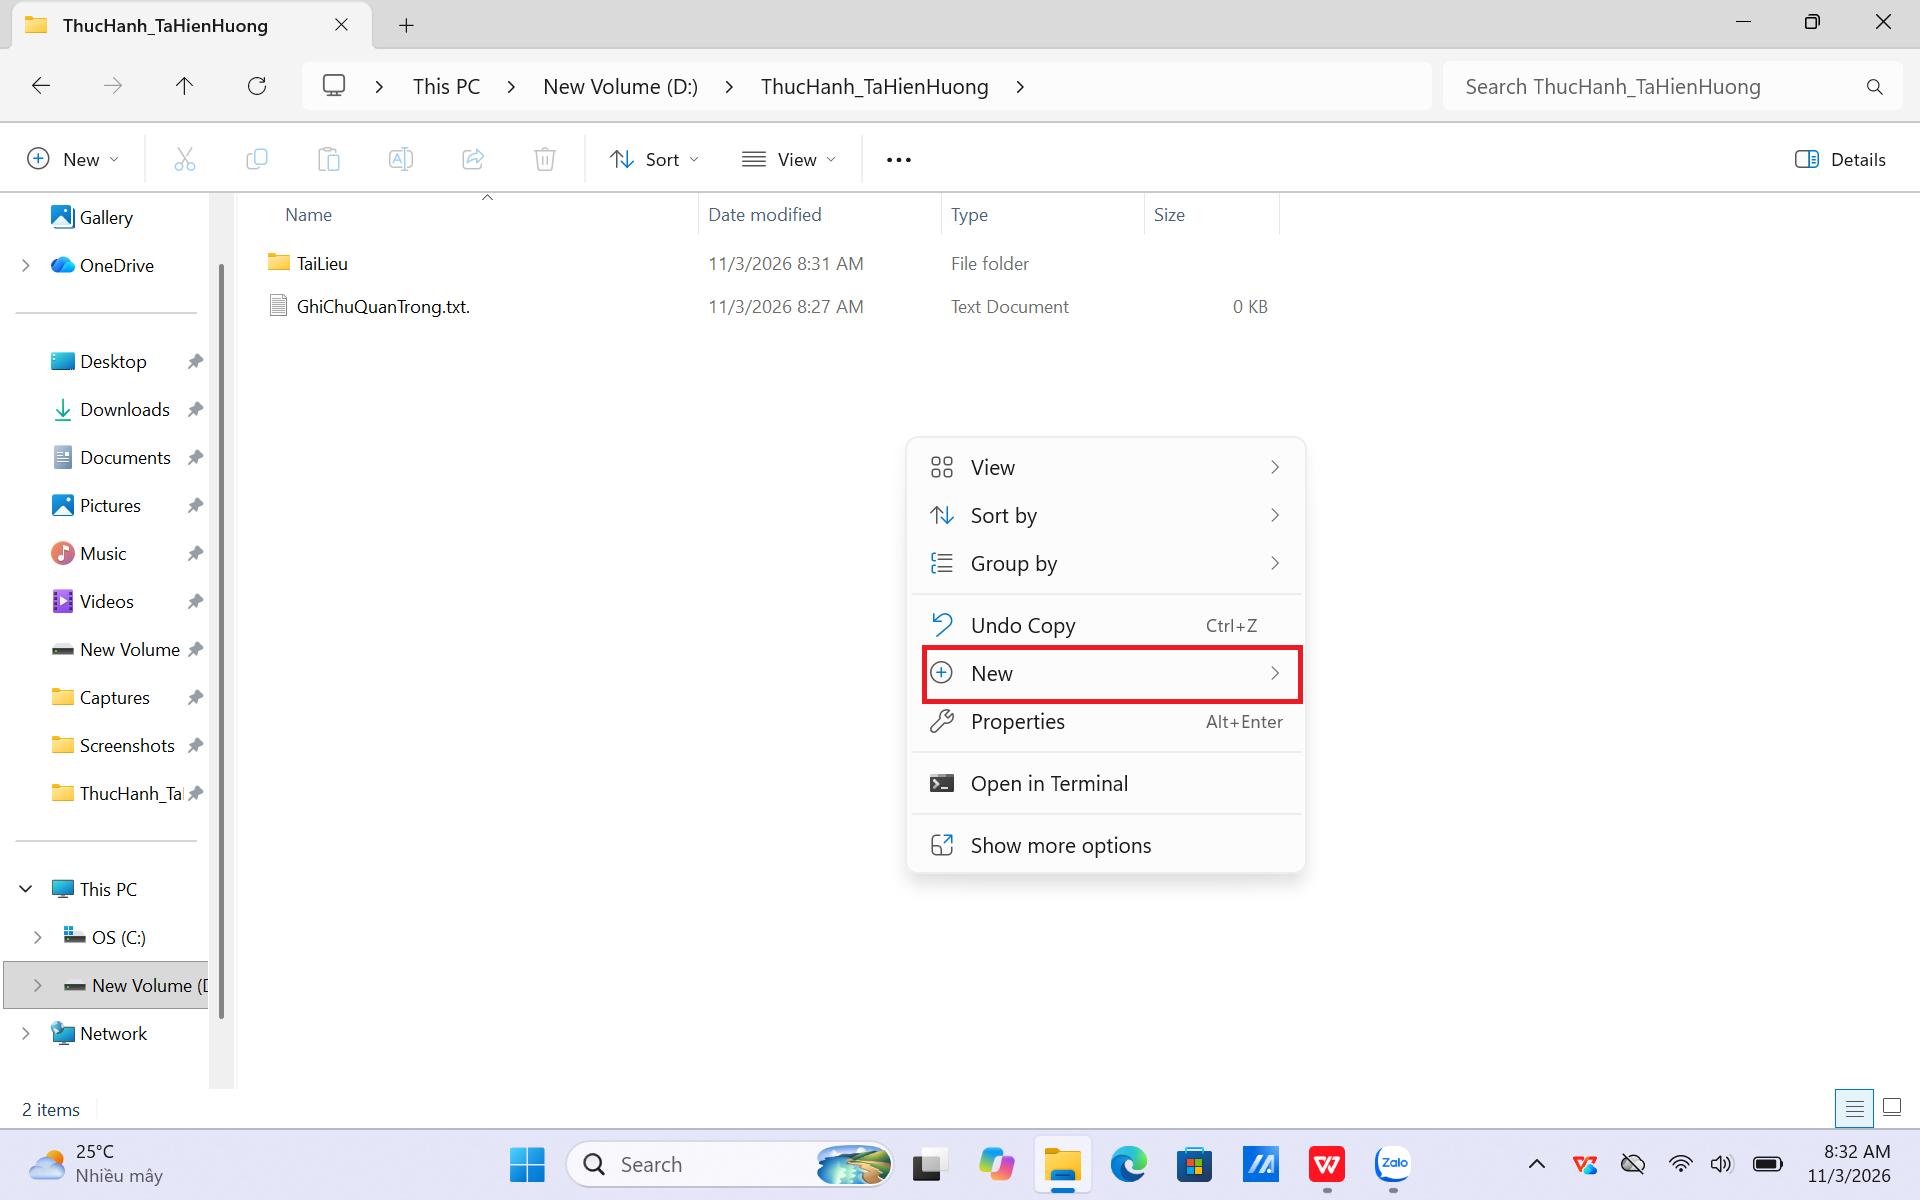 ThucHanh_TaHienHuong
This PC
New Volume (D:)
ThucHanh_TaHienHuong
Search ThucHanh_TaHienHuong
New
Sort
View
Details
Name
Date modified
Type
Size
TaiLieu
11/3/2026 8:31 AM
File folder
GhiChuQuanTrong.txt.
11/3/2026 8:27 AM
Text Document
0 KB
Gallery
OneDrive
Desktop
Downloads
Documents
Pictures
Music
Videos
New Volume
Captures
Screenshots
ThucHanh_Ta
This PC
OS (C:)
New Volume (D
Network
View
Sort by
Group by
Undo Copy Ctrl+Z
New
Properties Alt+Enter
Open in Terminal
Show more options
2 items
25°C
Nhiều mây
Search
Zalo
8:32 AM
11/3/2026